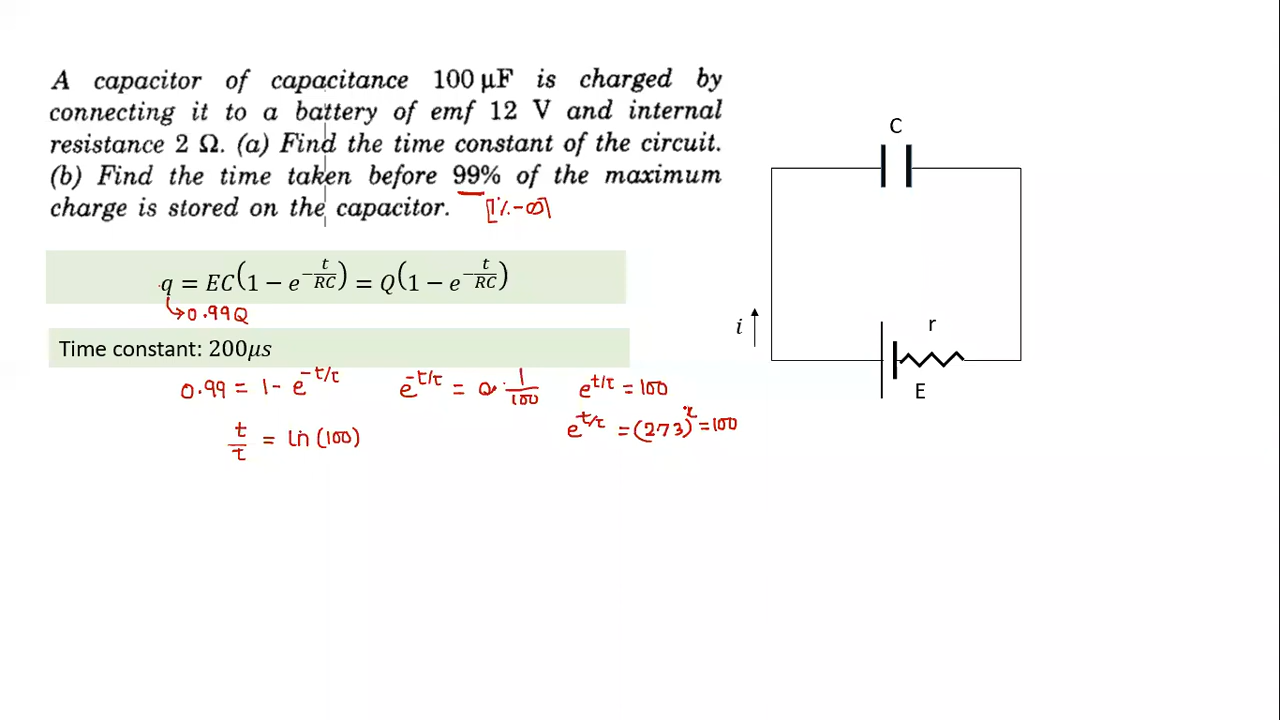 A capacitor of capacitance 100 μF is charged by
connecting it to a battery of emf 12 V and internal
resistance 2 Ω. (a) Find the time constant of the circuit.
(b) Find the time taken before 99% of the maximum
charge is stored on the capacitor. [1%-∞]
q = EC(1 − e^{−t/RC}) = Q(1 − e^{−t/RC})
↳ 0.99Q
Time constant: 200μs
0.99 = 1- e^{-t/τ} e^{-t/τ} = 1/100 e^{t/τ} = 100
t/τ = ln (100) e^{t/τ} = (273)^{x} = 100
C
i
r
E